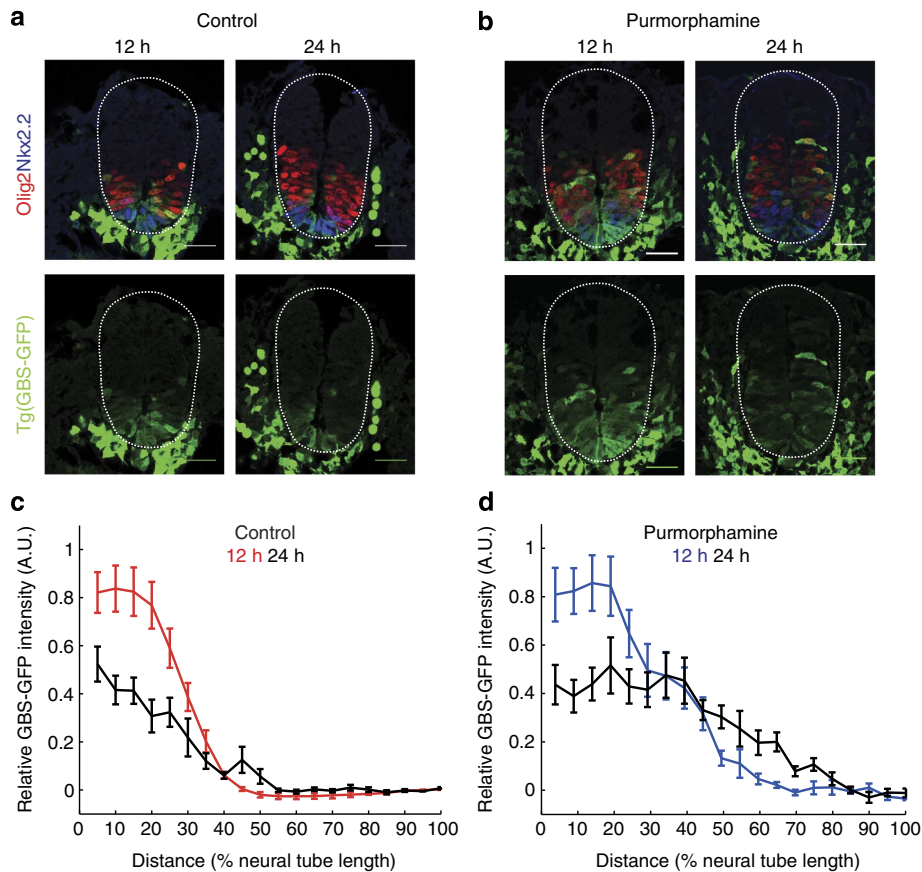 a
Control
12 h 24 h
Olig2Nkx2.2
Tg(GBS-GFP)
b
Purmorphamine
12 h 24 h
c
Control
12 h 24 h
Relative GBS-GFP intensity (A.U.)
1
0.8
0.6
0.4
0.2
0
0 10 20 30 40 50 60 70 80 90 100
Distance (% neural tube length)
d
Purmorphamine
12 h 24 h
Relative GBS-GFP intensity (A.U.)
1
0.8
0.6
0.4
0.2
0
0 10 20 30 40 50 60 70 80 90 100
Distance (% neural tube length)